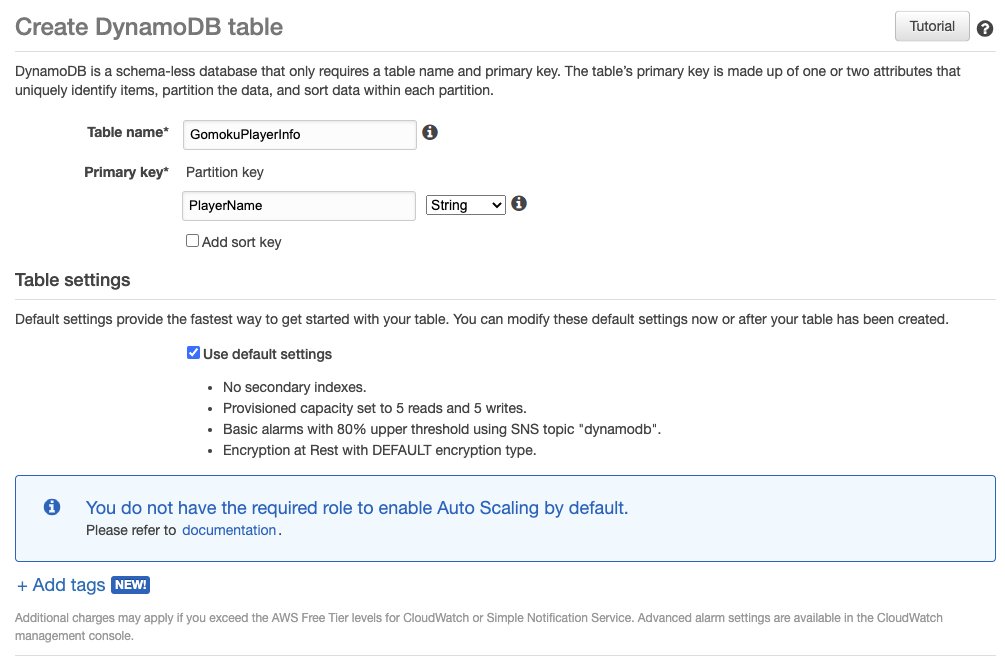 Create DynamoDB table
Tutorial
DynamoDB is a schema-less database that only requires a table name and primary key. The table's primary key is made up of one or two attributes that
uniquely identify items, partition the data, and sort data within each partition.
Table name* GomokuPlayerInfo
Primary key* Partition key
PlayerName String
Add sort key
Table settings
Default settings provide the fastest way to get started with your table. You can modify these default settings now or after your table has been created.
Use default settings
• No secondary indexes.
• Provisioned capacity set to 5 reads and 5 writes.
• Basic alarms with 80% upper threshold using SNS topic "dynamodb".
• Encryption at Rest with DEFAULT encryption type.
You do not have the required role to enable Auto Scaling by default.
Please refer to documentation.
+ Add tags NEW!
Additional charges may apply if you exceed the AWS Free Tier levels for CloudWatch or Simple Notification Service. Advanced alarm settings are available in the CloudWatch
management console.